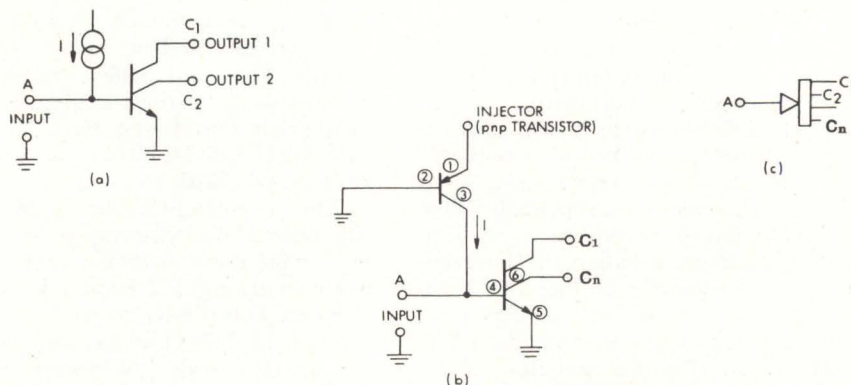 C1
I
OUTPUT 1
A
OUTPUT 2
C2
INPUT
(a)
INJECTOR
(pnp TRANSISTOR)
①
②
③
I
C1
⑥
A
④
Cn
INPUT
⑤
(b)
C
A
C2
Cn
(c)